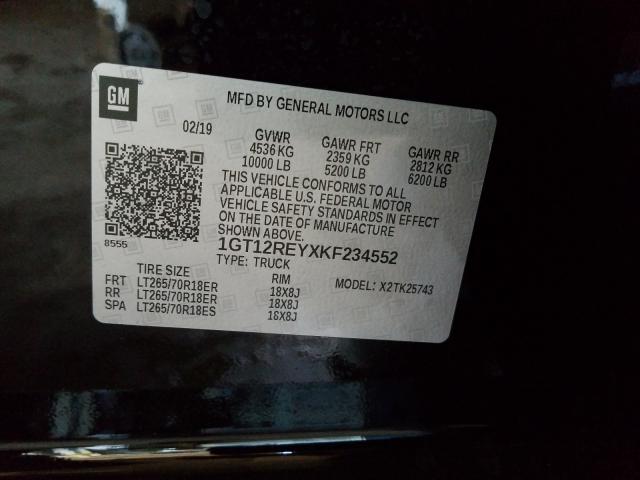 GM
MFD BY GENERAL MOTORS LLC
02/19
GVWR GAWR FRT GAWR RR
4536 KG 2359 KG 2812 KG
10000 LB 5200 LB 6200 LB
THIS VEHICLE CONFORMS TO ALL
APPLICABLE U.S. FEDERAL MOTOR
VEHICLE SAFETY STANDARDS IN EFFECT
ON THE DATE OF MANUFACTURE
SHOWN ABOVE.
8555
1GT12REYXKF234552
TYPE: TRUCK
TIRE SIZE RIM MODEL: X2TK25743
FRT LT265/70R18ER 18X8J
RR LT265/70R18ER 18X8J
SPA LT265/70R18ES 18X8J